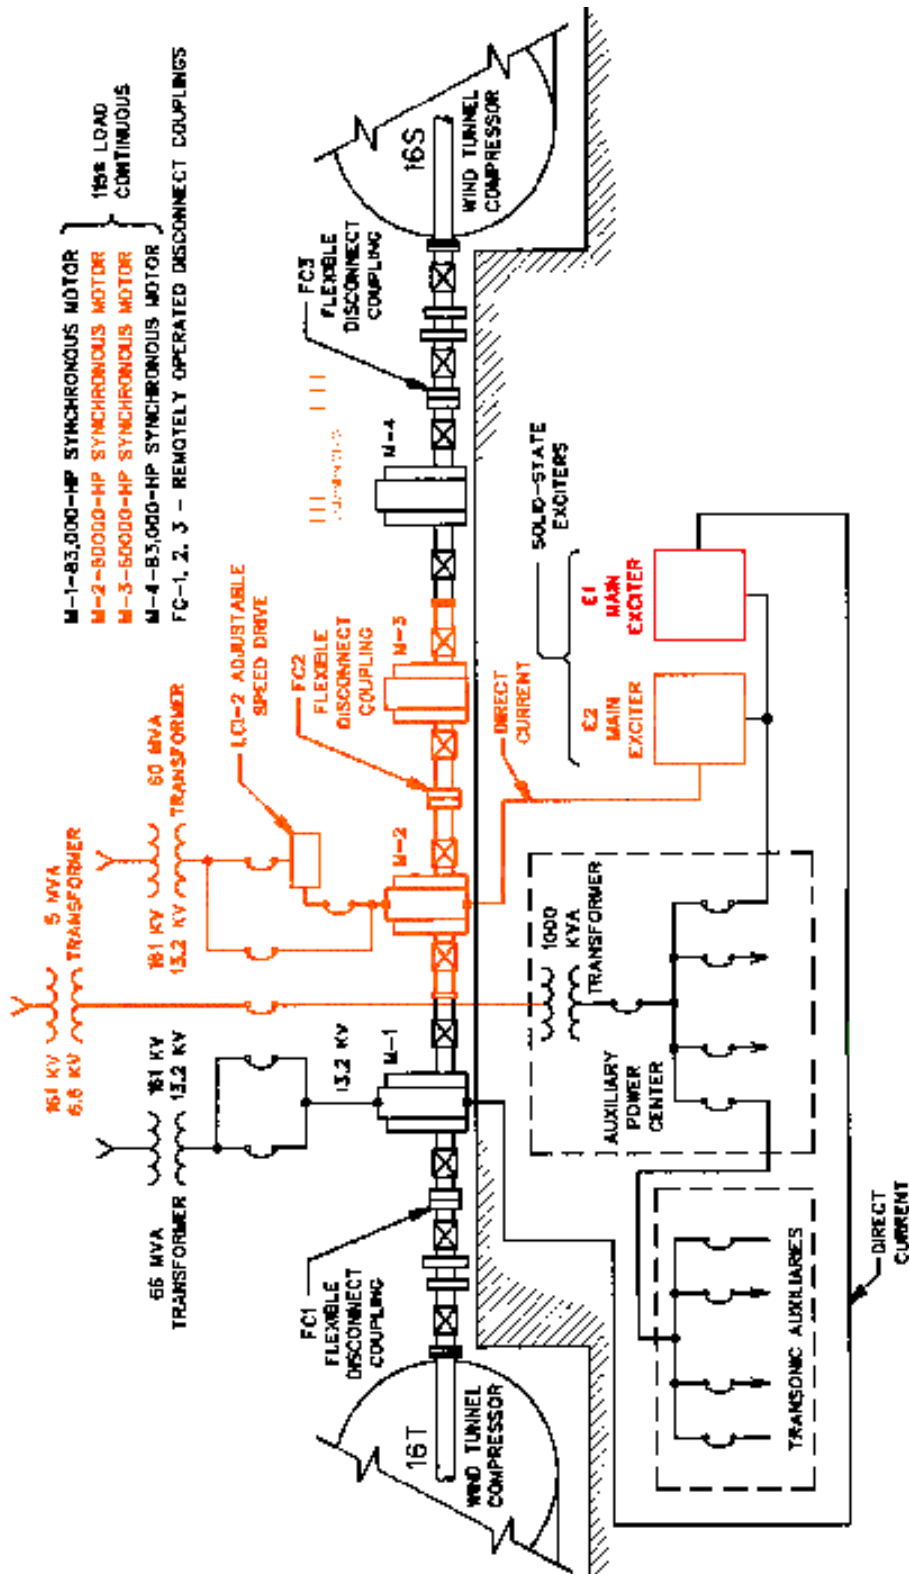 M-1-83,000-HP SYNCHRONOUS MOTOR
M-2-60000-HP SYNCHRONOUS MOTOR
M-3-60000-HP SYNCHRONOUS MOTOR
M-4-83,000-HP SYNCHRONOUS MOTOR
115% LOAD
CONTINUOUS
FC-1, 2, 3 - REMOTELY OPERATED DISCONNECT COUPLINGS
161 KV
6.6 KV
5 MVA
TRANSFORMER
66 MVA
TRANSFORMER
161 KV
13.2 KV
161 KV
13.2 KV
60 MVA
TRANSFORMER
LCI-2 ADJUSTABLE
SPEED DRIVE
13.2 KV
FC1
FLEXIBLE
DISCONNECT
COUPLING
M-1
M-2
FC2
FLEXIBLE
DISCONNECT
COUPLING
M-3
M-4
FC3
FLEXIBLE
DISCONNECT
COUPLING
16T
WIND TUNNEL
COMPRESSOR
16S
WIND TUNNEL
COMPRESSOR
DIRECT
CURRENT
SOLID-STATE
EXCITERS
1000
KVA
TRANSFORMER
E2
MAIN
EXCITER
E1
MAIN
EXCITER
AUXILIARY
POWER
CENTER
TRANSONIC AUXILIARIES
DIRECT
CURRENT